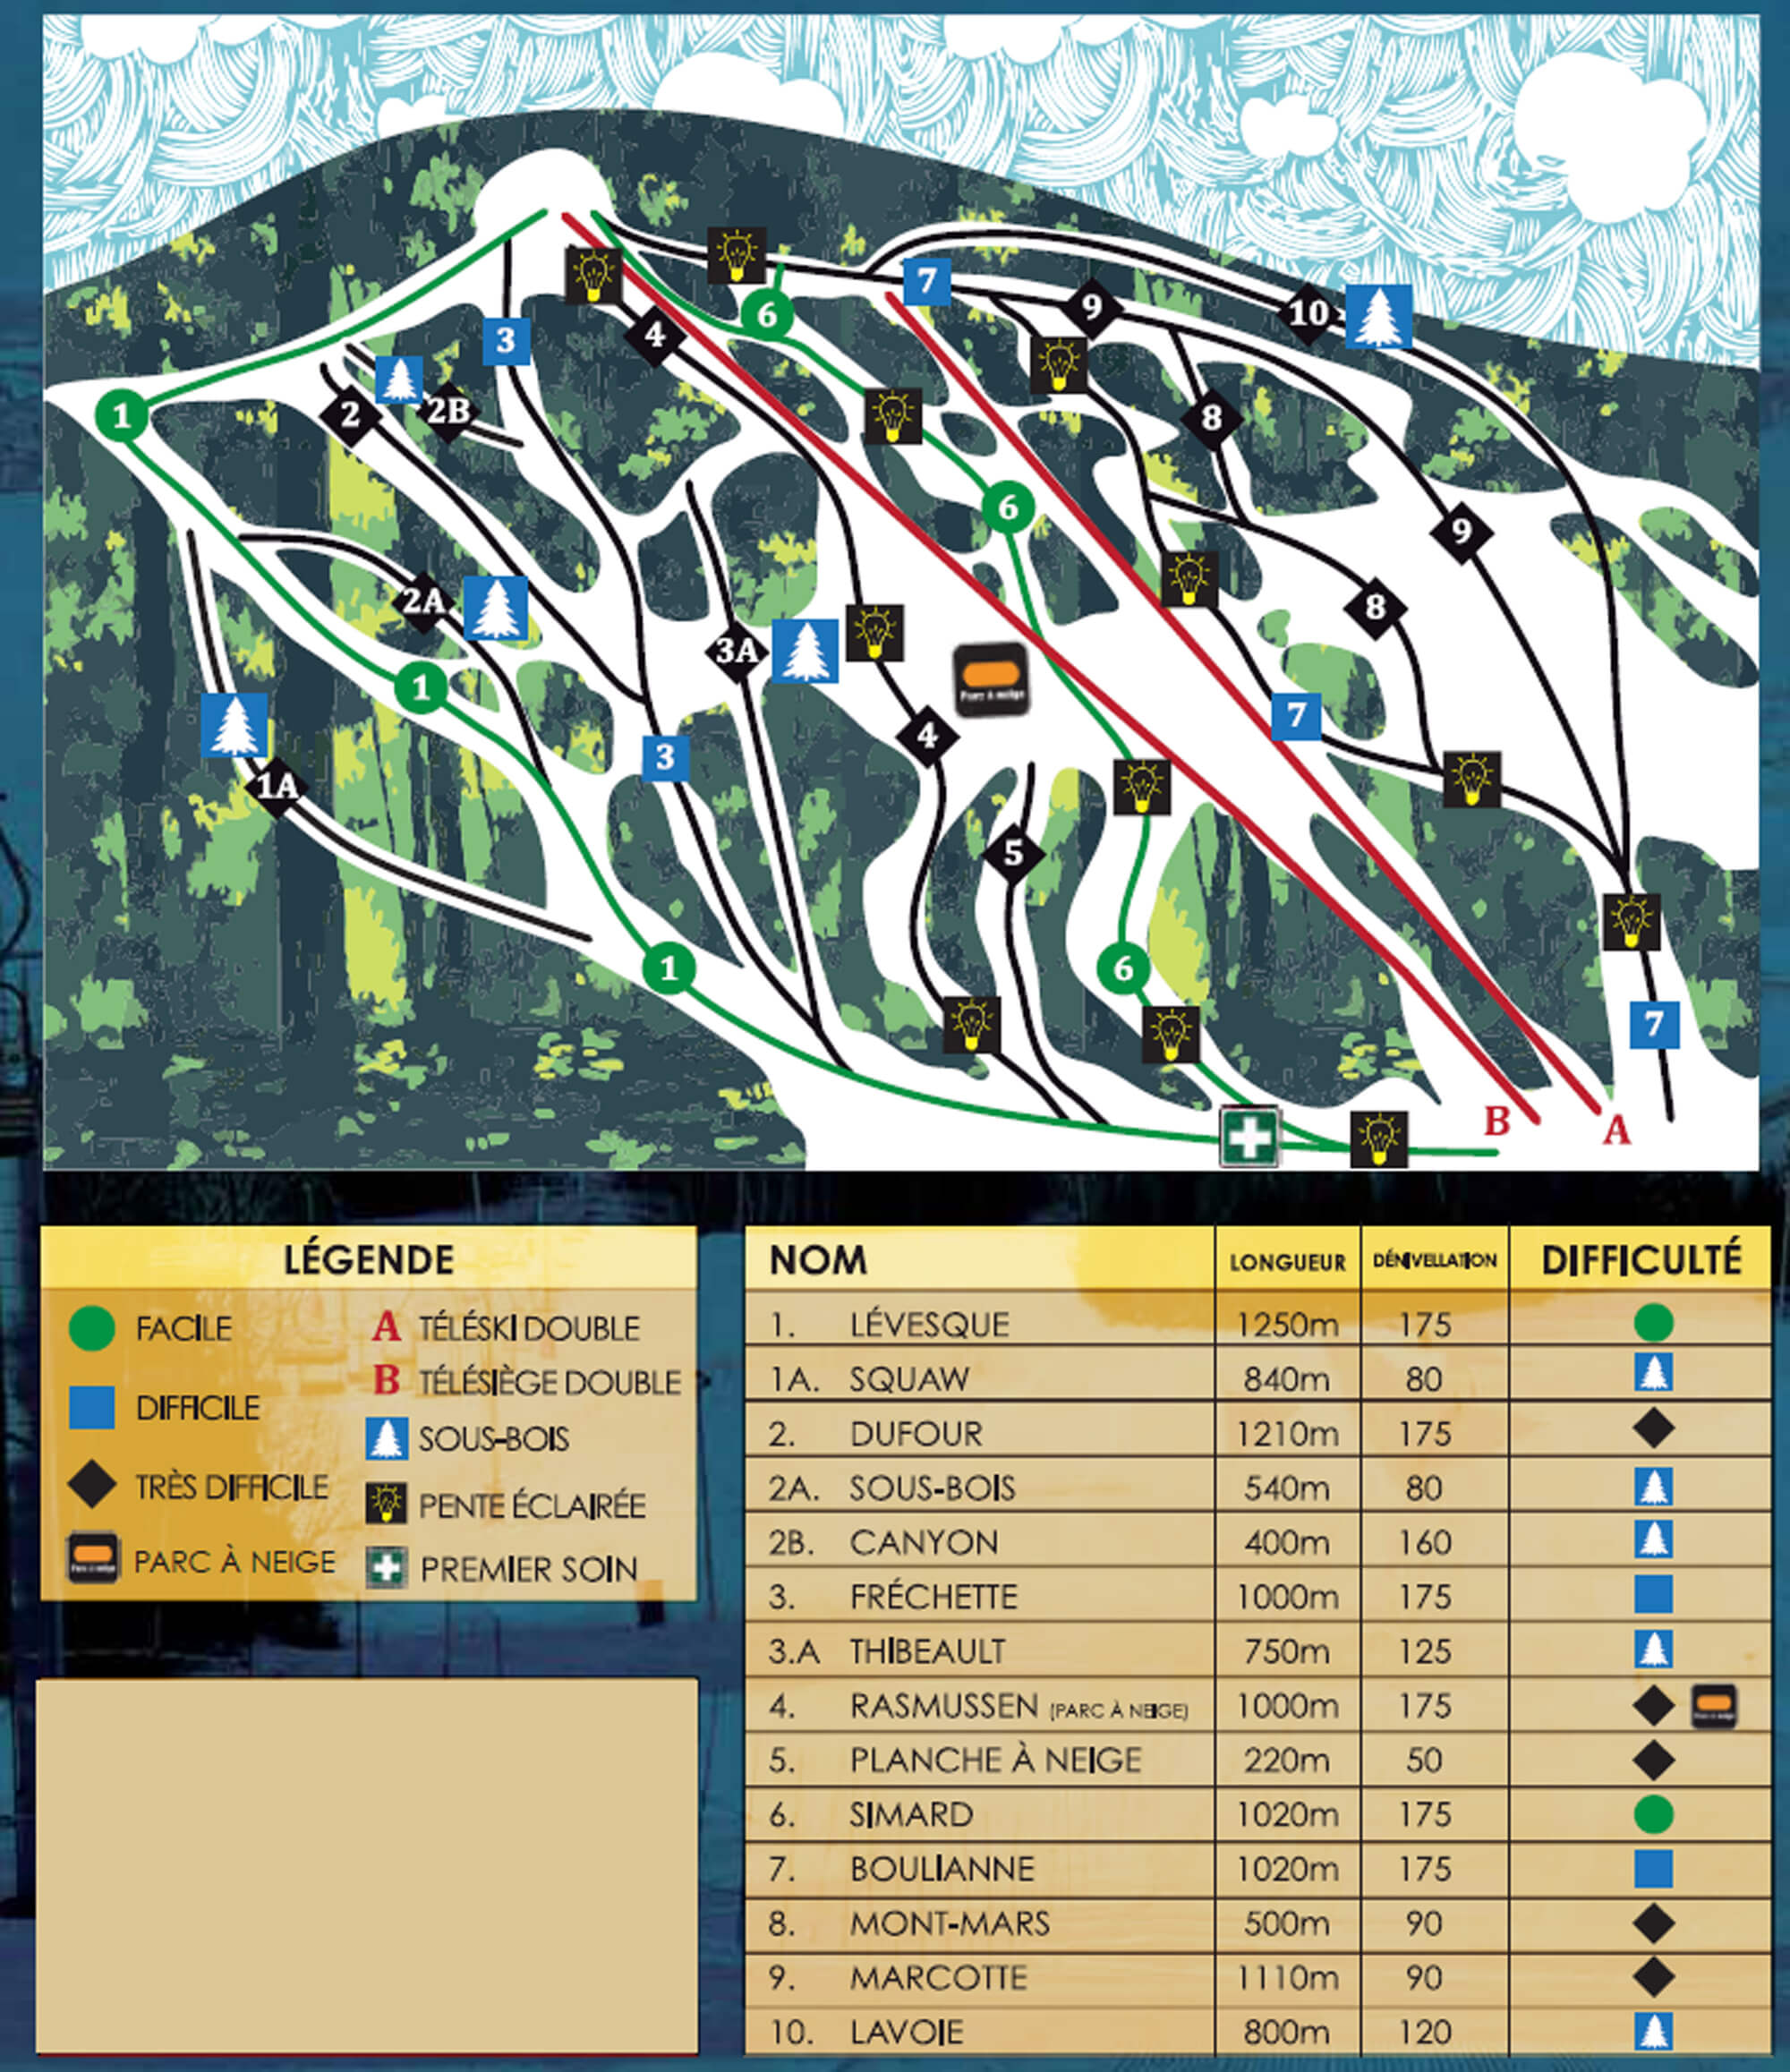 7
6
9
10
3
4
1
2B
2
8
6
9
2A
8
3A
1
7
4
3
1A
5
Parc à neige
1
6
7
B
A
LÉGENDE
FACILE
DIFFICILE
TRÈS DIFFICILE
PARC À NEIGE
A TÉLÉSKI DOUBLE
B TÉLÉSIÈGE DOUBLE
SOUS-BOIS
PENTE ÉCLAIRÉE
PREMIER SOIN
NOM LONGUEUR DÉNIVELLATION DIFFICULTÉ
1. LÉVESQUE 1250m 175
1A. SQUAW 840m 80
2. DUFOUR 1210m 175
2A. SOUS-BOIS 540m 80
2B. CANYON 400m 160
3. FRÉCHETTE 1000m 175
3.A THIBEAULT 750m 125
4. RASMUSSEN (PARC À NEIGE) 1000m 175
5. PLANCHE À NEIGE 220m 50
6. SIMARD 1020m 175
7. BOULIANNE 1020m 175
8. MONT-MARS 500m 90
9. MARCOTTE 1110m 90
10. LAVOIE 800m 120